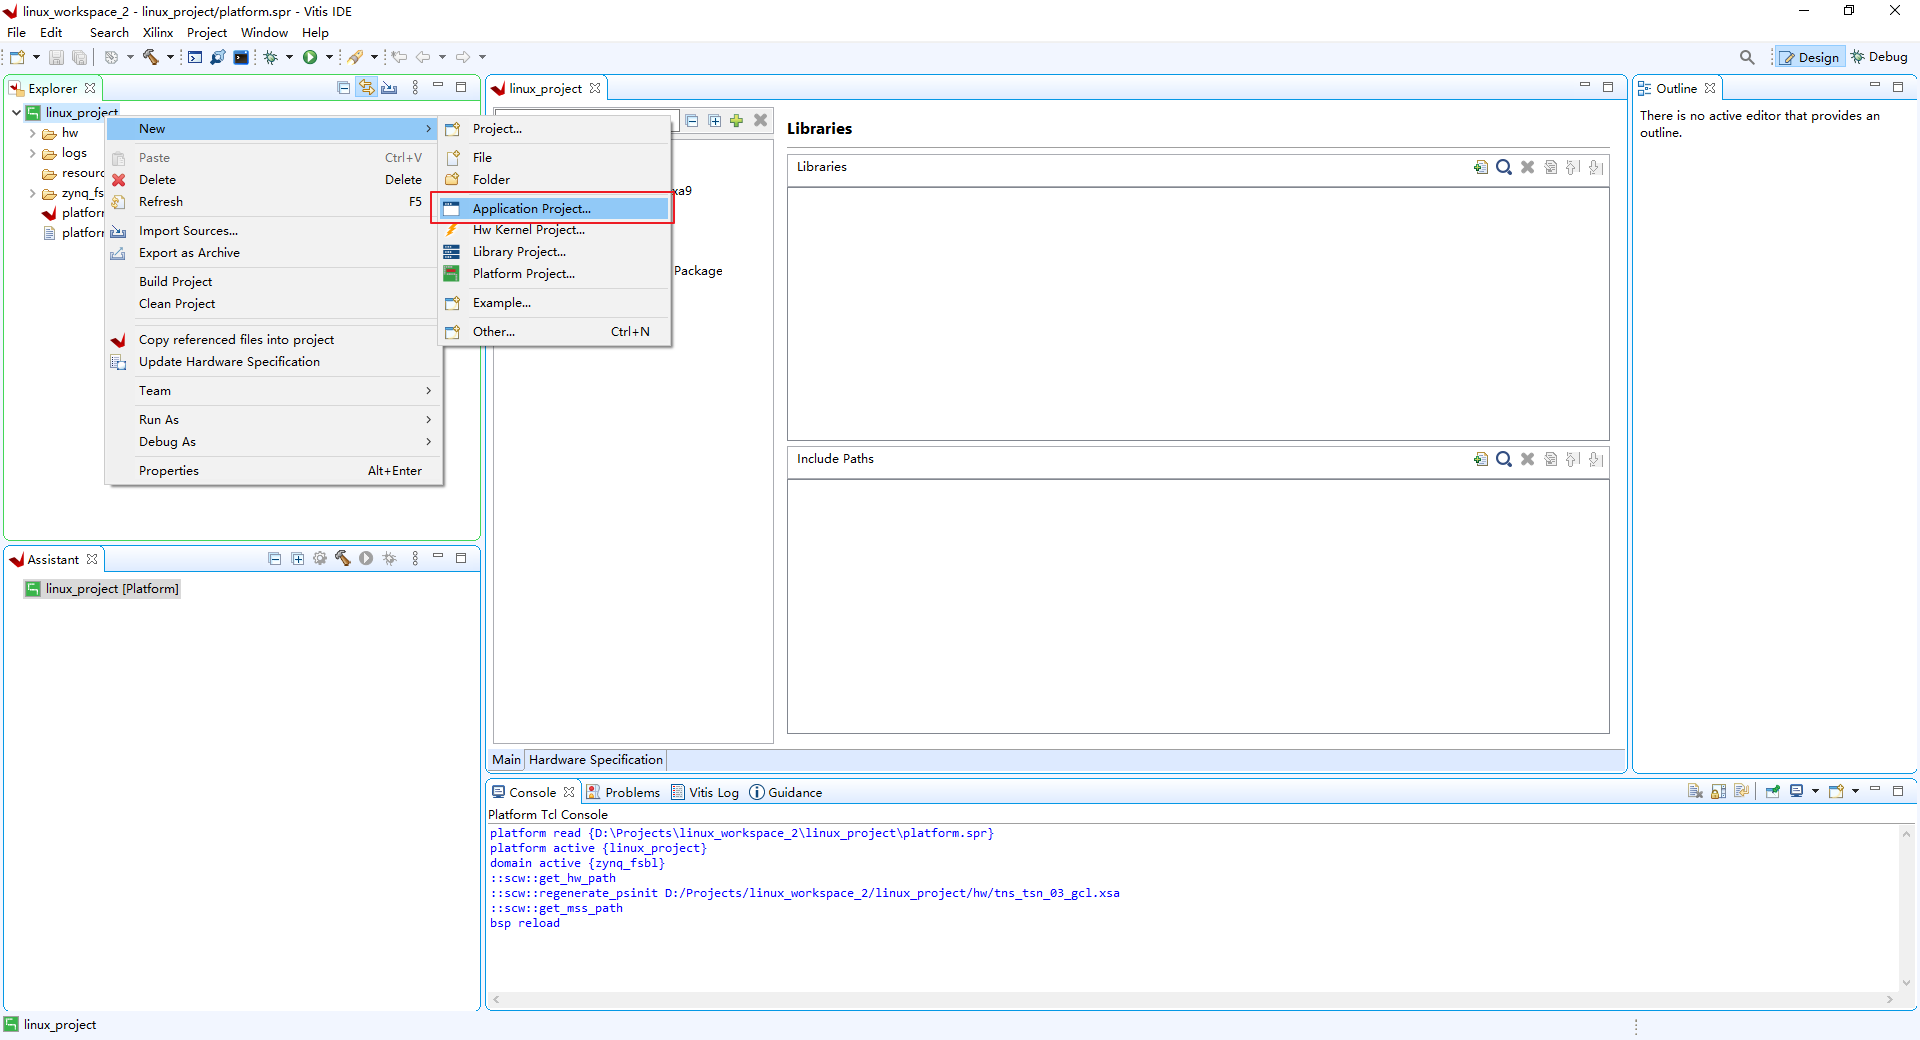 linux_workspace_2 - linux_project/platform.spr - Vitis IDE
File Edit Search Xilinx Project Window Help
Design Debug
Explorer
linux_project
hw
logs
zynq_fs
New
Paste Ctrl+V
Delete Delete
Refresh F5
Import Sources...
Export as Archive
Build Project
Clean Project
Copy referenced files into project
Update Hardware Specification
Team
Run As
Debug As
Properties Alt+Enter
Project...
File
Folder
Application Project...
Hw Kernel Project...
Library Project...
Platform Project...
Example...
Other... Ctrl+N
linux_project
xa9
Package
Libraries
Libraries
Include Paths
Main Hardware Specification
Outline
There is no active editor that provides an
outline.
Assistant
linux_project [Platform]
Console Problems Vitis Log Guidance
Platform Tcl Console
platform read {D:\Projects\linux_workspace_2\linux_project\platform.spr}
platform active {linux_project}
domain active {zynq_fsbl}
::scw::get_hw_path
::scw::regenerate_psinit D:/Projects/linux_workspace_2/linux_project/hw/tns_tsn_03_gcl.xsa
::scw::get_mss_path
bsp reload
linux_project